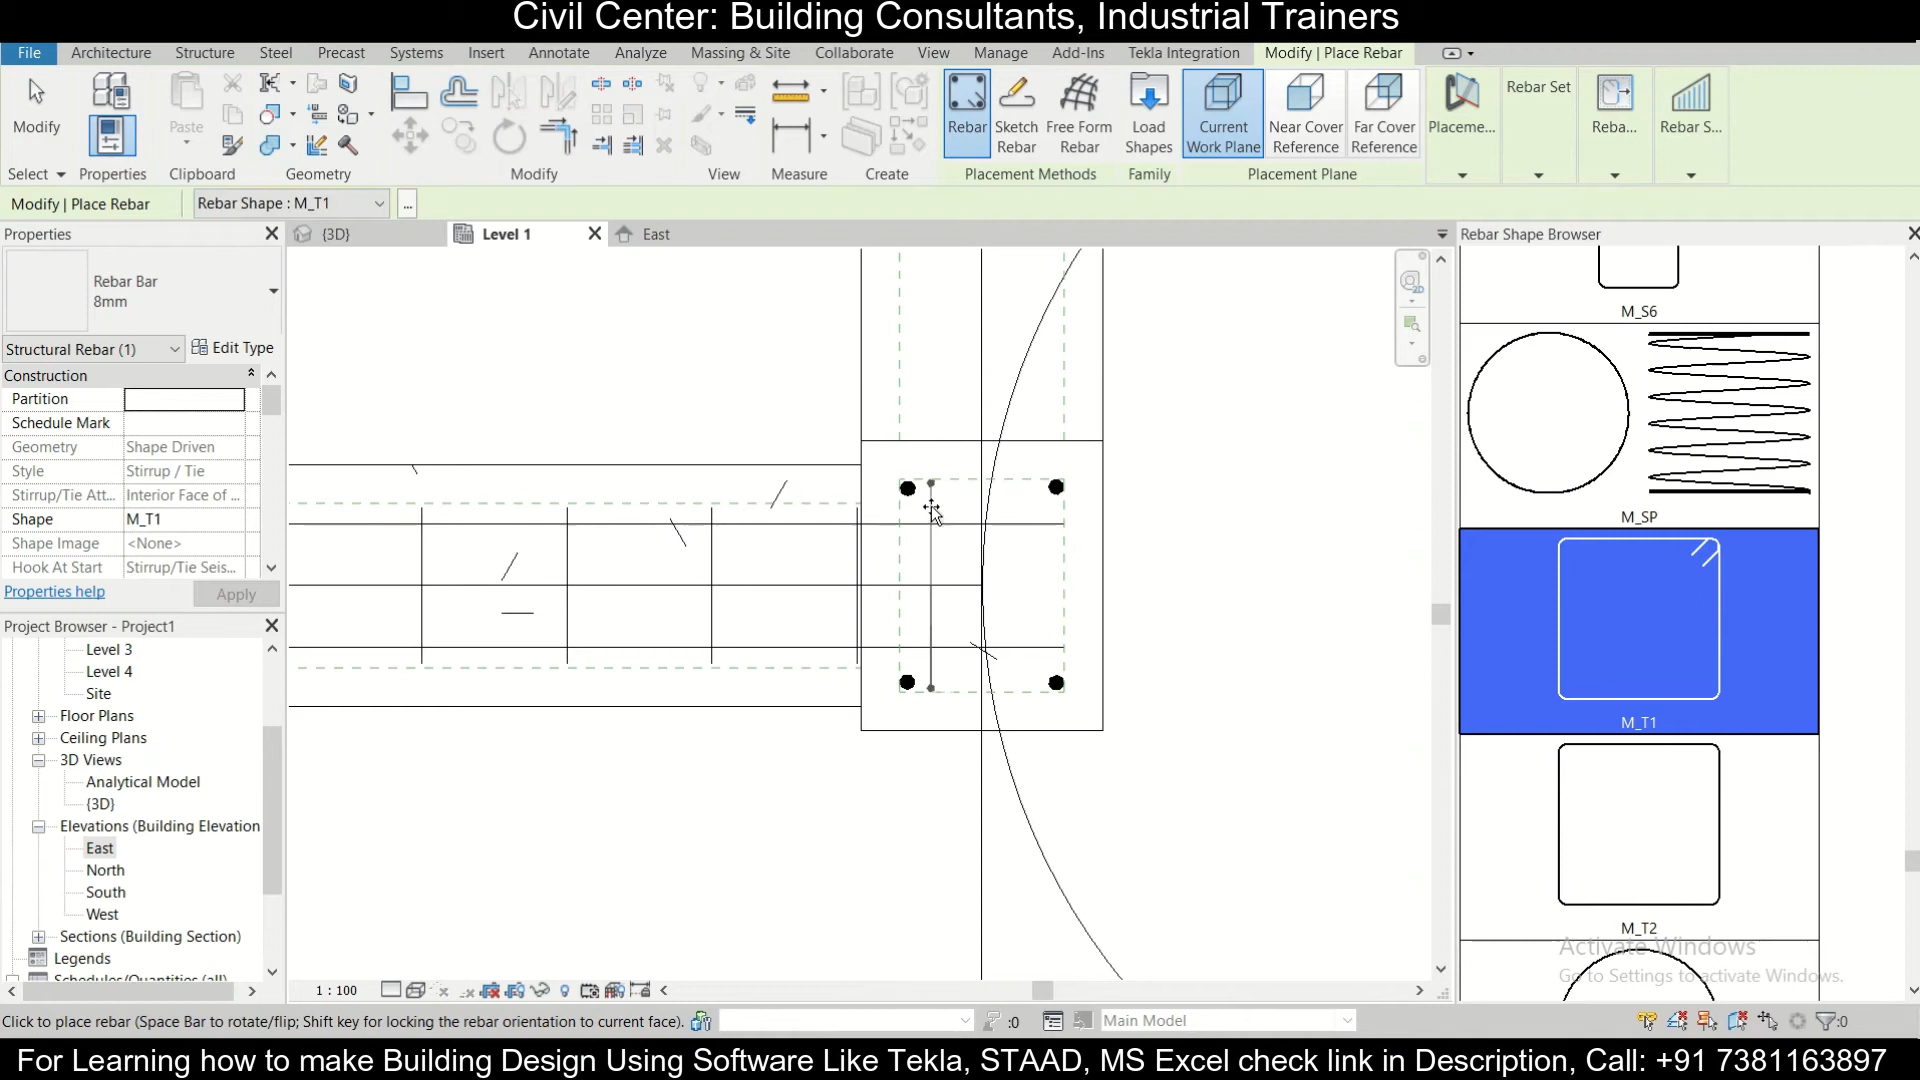 Civil Center: Building Consultants, Industrial Trainers
File Architecture Structure Steel Precast Systems Insert Annotate Analyze Massing & Site Collaborate View Manage Add-Ins Tekla Integration Modify | Place Rebar
Modify Paste Rebar Sketch Rebar Free Form Rebar Load Shapes Current Work Plane Near Cover Reference Far Cover Reference Placeme... Rebar Set Reba... Rebar S...
Select Properties Clipboard Geometry Modify View Measure Create Placement Methods Family Placement Plane
Modify | Place Rebar Rebar Shape : M_T1 ...
Properties
{3D} Level 1 East
Rebar Shape Browser
Rebar Bar
8mm
Structural Rebar (1) Edit Type
Construction
Partition
Schedule Mark
Geometry Shape Driven
Style Stirrup / Tie
Stirrup/Tie Att... Interior Face of ...
Shape M_T1
Shape Image <None>
Hook At Start Stirrup/Tie Seis...
Properties help Apply
Project Browser - Project1
Level 3
Level 4
Site
Floor Plans
Ceiling Plans
3D Views
Analytical Model
{3D}
Elevations (Building Elevation
East
North
South
West
Sections (Building Section)
Legends
Schedules/Quantities (all)
2D
M_S6
M_SP
M_T1
M_T2
Activate Windows
Go to Settings to activate Windows.
1 : 100
Click to place rebar (Space Bar to rotate/flip; Shift key for locking the rebar orientation to current face). :0 Main Model :0
For Learning how to make Building Design Using Software Like Tekla, STAAD, MS Excel check link in Description, Call: +91 7381163897